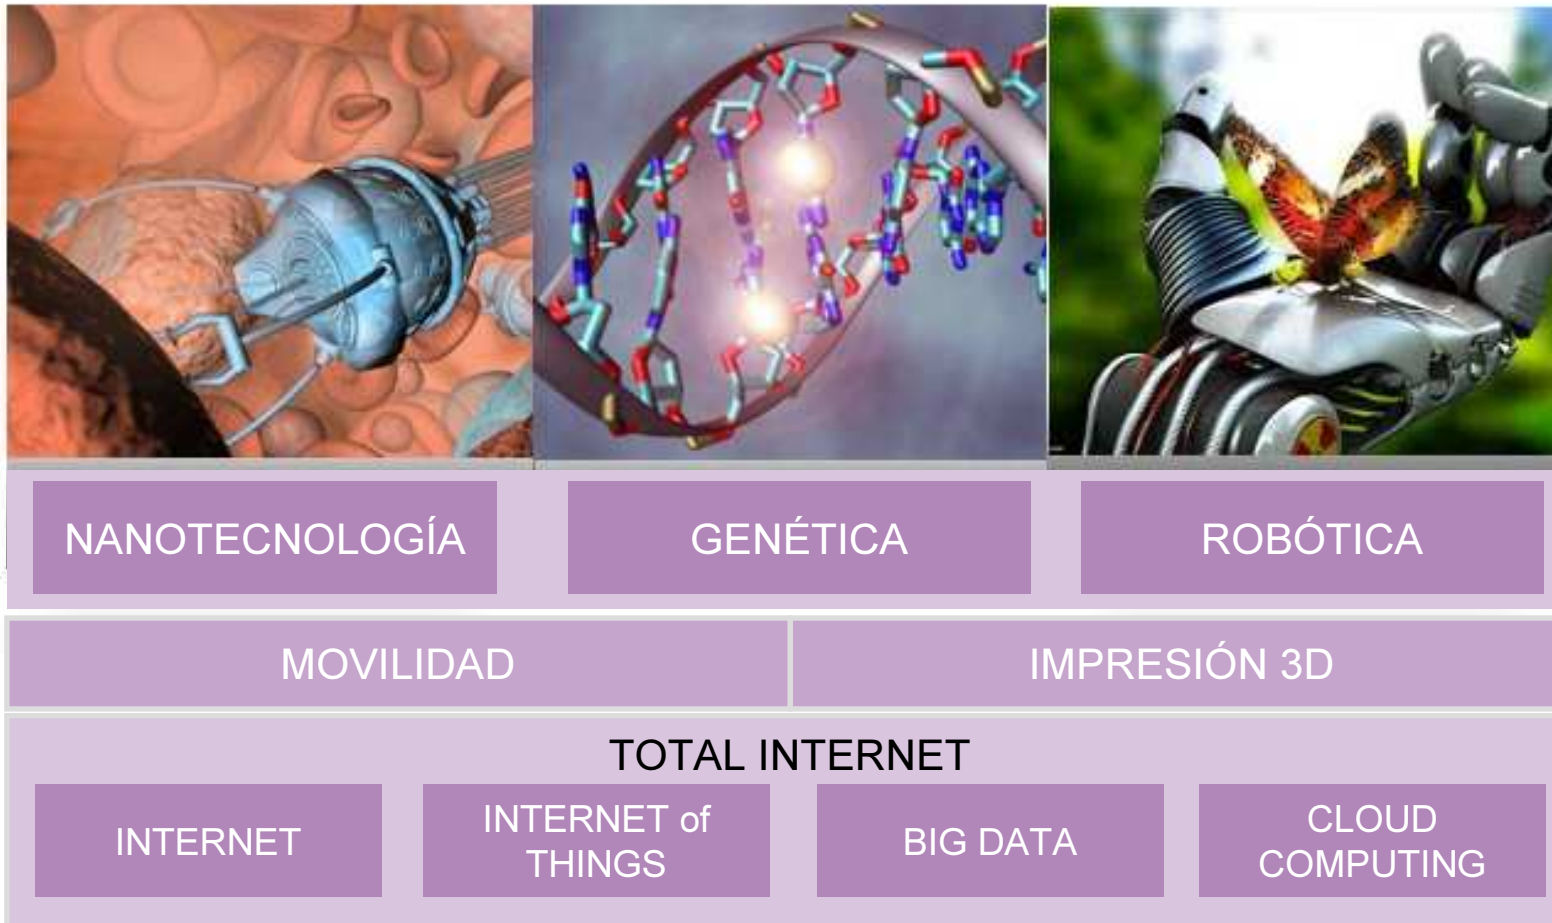 NANOTECNOLOGÍA
GENÉTICA
ROBÓTICA
MOVILIDAD
IMPRESIÓN 3D
TOTAL INTERNET
INTERNET
INTERNET of
THINGS
BIG DATA
CLOUD
COMPUTING